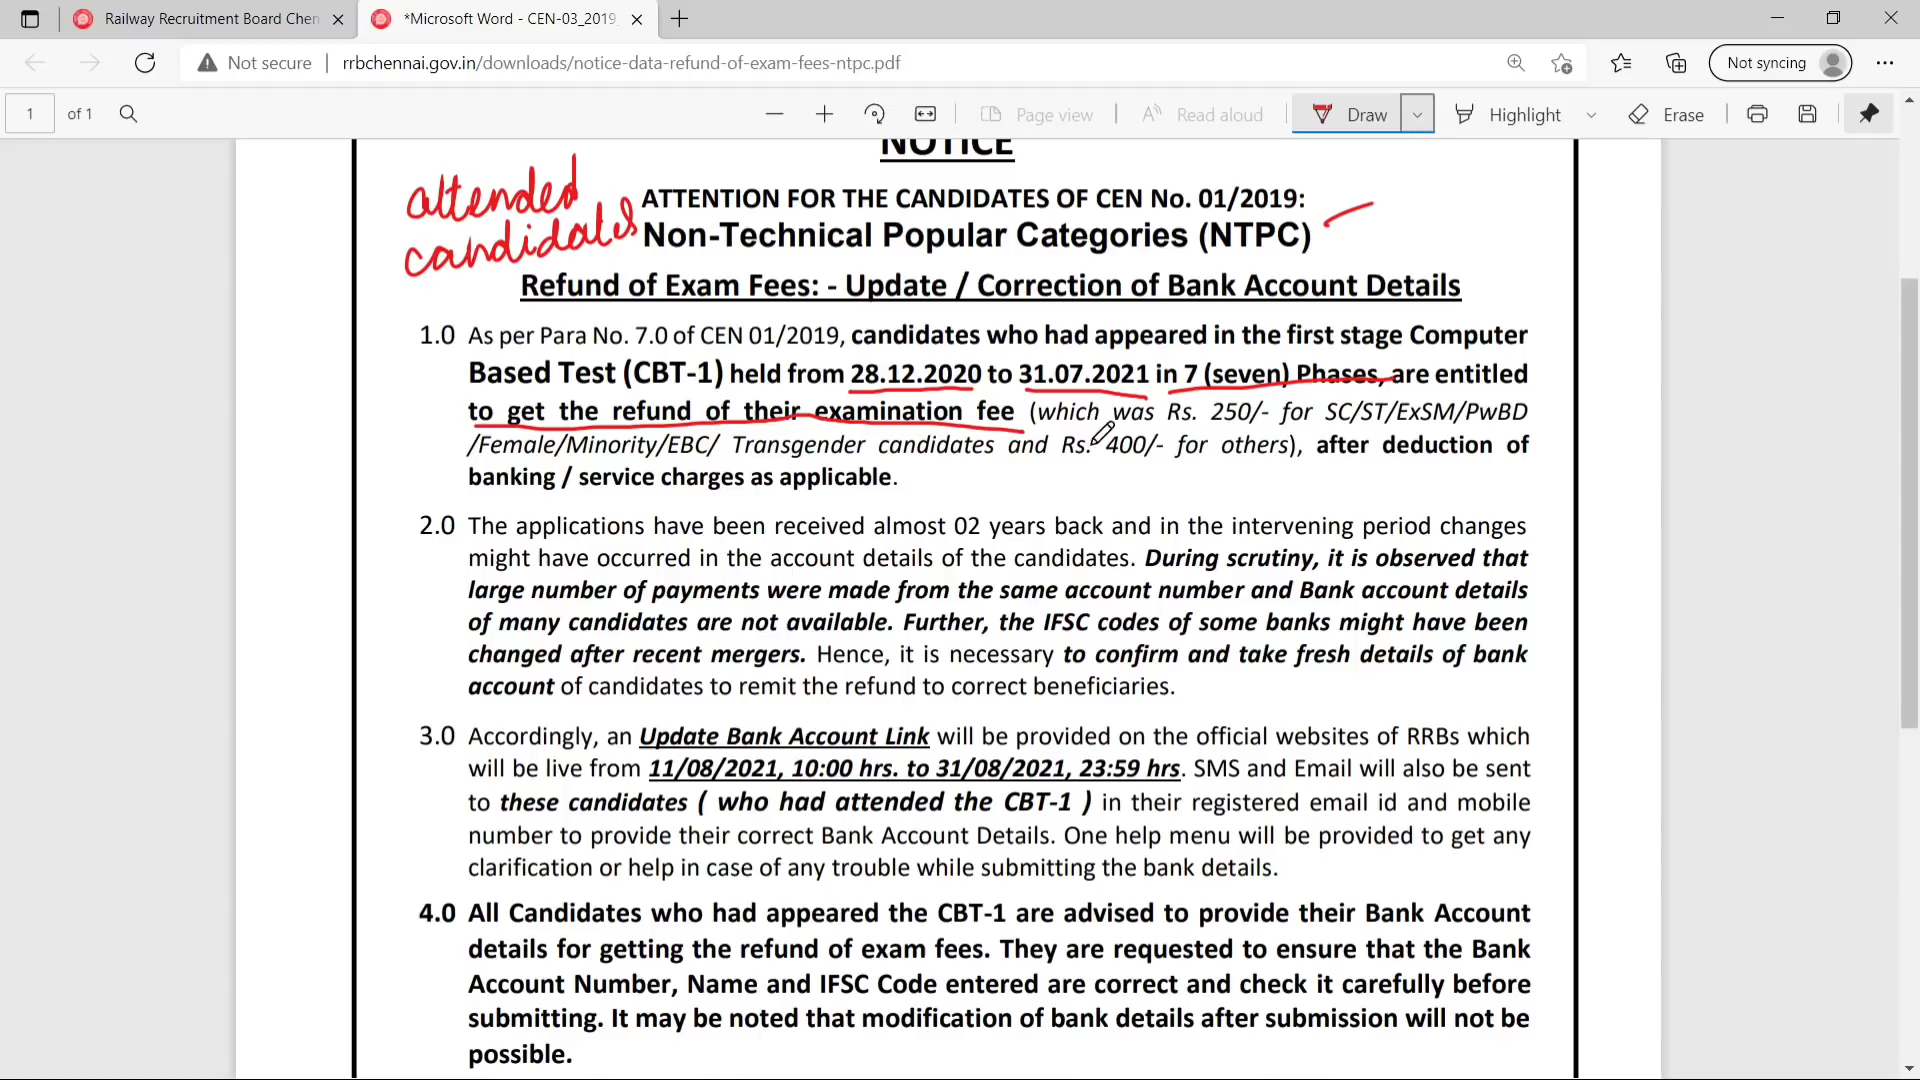 Railway Recruitment Board Chen
*Microsoft Word - CEN-03_2019_
Not secure
rrbchennai.gov.in/downloads/notice-data-refund-of-exam-fees-ntpc.pdf
Not syncing
1 of 1
Page view
Read aloud
Draw
Highlight
Erase
NOTICE
attended
candidates
ATTENTION FOR THE CANDIDATES OF CEN No. 01/2019:
Non-Technical Popular Categories (NTPC)
Refund of Exam Fees: - Update / Correction of Bank Account Details
1.0 As per Para No. 7.0 of CEN 01/2019, candidates who had appeared in the first stage Computer
Based Test (CBT-1) held from 28.12.2020 to 31.07.2021 in 7 (seven) Phases, are entitled
to get the refund of their examination fee (which was Rs. 250/- for SC/ST/ExSM/PwBD
/Female/Minority/EBC/ Transgender candidates and Rs. 400/- for others), after deduction of
banking / service charges as applicable.
2.0 The applications have been received almost 02 years back and in the intervening period changes
might have occurred in the account details of the candidates. During scrutiny, it is observed that
large number of payments were made from the same account number and Bank account details
of many candidates are not available. Further, the IFSC codes of some banks might have been
changed after recent mergers. Hence, it is necessary to confirm and take fresh details of bank
account of candidates to remit the refund to correct beneficiaries.
3.0 Accordingly, an Update Bank Account Link will be provided on the official websites of RRBs which
will be live from 11/08/2021, 10:00 hrs. to 31/08/2021, 23:59 hrs. SMS and Email will also be sent
to these candidates ( who had attended the CBT-1 ) in their registered email id and mobile
number to provide their correct Bank Account Details. One help menu will be provided to get any
clarification or help in case of any trouble while submitting the bank details.
4.0 All Candidates who had appeared the CBT-1 are advised to provide their Bank Account
details for getting the refund of exam fees. They are requested to ensure that the Bank
Account Number, Name and IFSC Code entered are correct and check it carefully before
submitting. It may be noted that modification of bank details after submission will not be
possible.